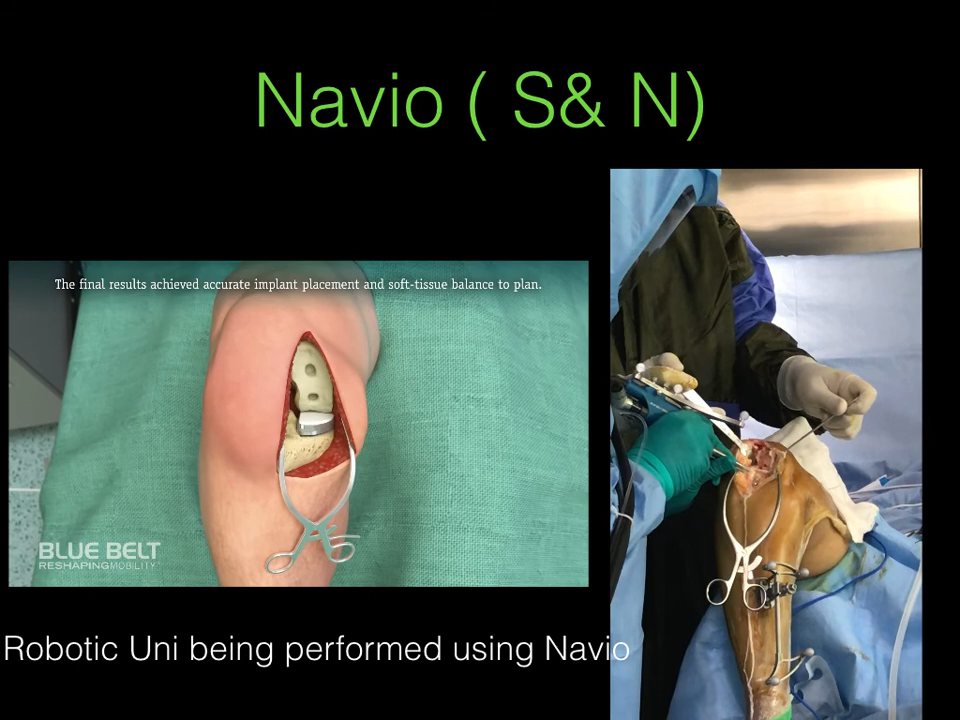 Navio ( S& N)
The final results achieved accurate implant placement and soft-tissue balance to plan.
BLUE BELT
RESHAPINGMOBILITY
Robotic Uni being performed using Navio